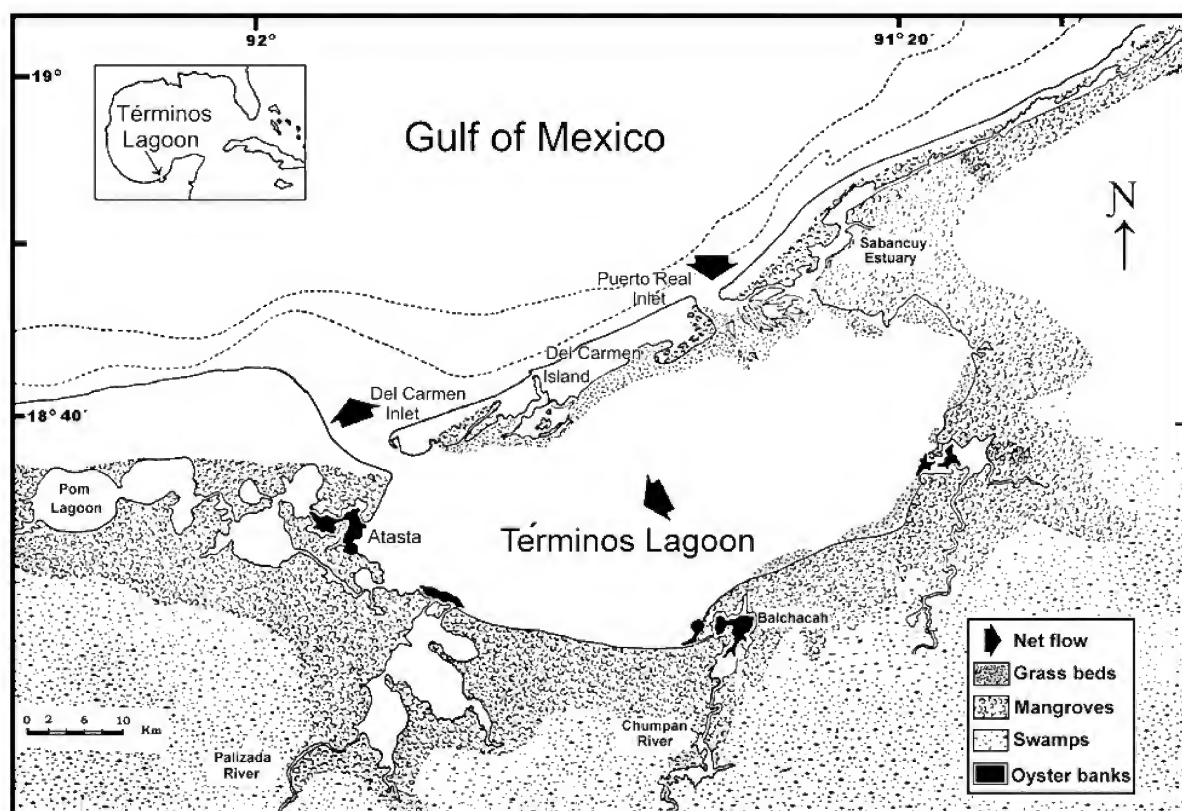 92°
91° 20´
19°
Términos
Lagoon
Gulf of Mexico
N
Sabancuy
Estuary
Puerto Real
Inlet
Del Carmen
Island
Del Carmen
Inlet
18° 40´
Pom
Lagoon
Atasta
Términos Lagoon
Balchacah
Net flow
Grass beds
Mangroves
Swamps
Oyster banks
0 2 4 6 10 Km
Chumpan
River
Palizada
River